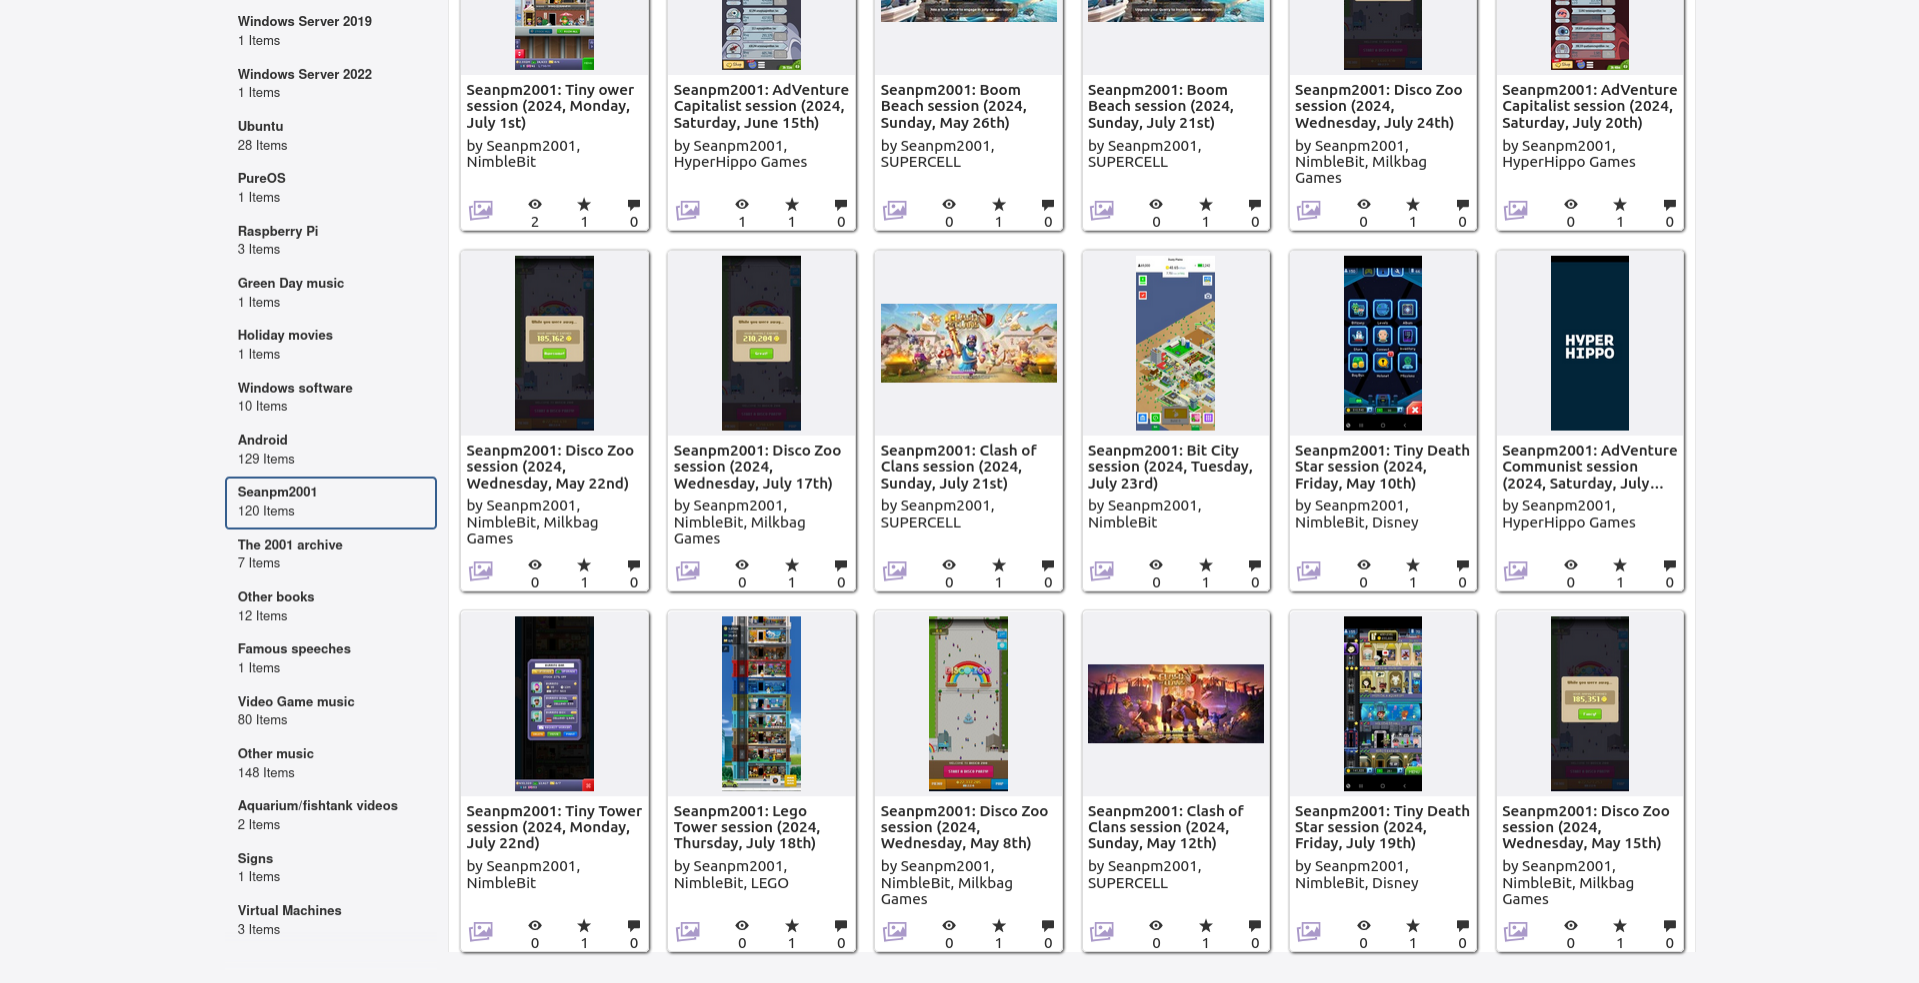 Windows Server 2019
1 Items
Windows Server 2022
1 Items
Ubuntu
28 Items
PureOS
1 Items
Raspberry Pi
3 Items
Green Day music
1 Items
Holiday movies
1 Items
Windows software
10 Items
Android
129 Items
Seanpm2001
120 Items
The 2001 archive
7 Items
Other books
12 Items
Famous speeches
1 Items
Video Game music
80 Items
Other music
148 Items
Aquarium/fishtank videos
2 Items
Signs
1 Items
Virtual Machines
3 Items
Seanpm2001: Tiny ower
session (2024, Monday,
July 1st)
by Seanpm2001,
NimbleBit
2
1
0
Seanpm2001: AdVenture
Capitalist session (2024,
Saturday, June 15th)
by Seanpm2001,
HyperHippo Games
1
1
0
Seanpm2001: Boom
Beach session (2024,
Sunday, May 26th)
by Seanpm2001,
SUPERCELL
0
1
0
Seanpm2001: Boom
Beach session (2024,
Sunday, July 21st)
by Seanpm2001,
SUPERCELL
0
1
0
Seanpm2001: Disco Zoo
session (2024,
Wednesday, July 24th)
by Seanpm2001,
NimbleBit, Milkbag
Games
0
1
0
Seanpm2001: AdVenture
Capitalist session (2024,
Saturday, July 20th)
by Seanpm2001,
HyperHippo Games
0
1
0
While you were away...
185,162
Seanpm2001: Disco Zoo
session (2024,
Wednesday, May 22nd)
by Seanpm2001,
NimbleBit, Milkbag
Games
0
1
0
While you were away...
210,204
Seanpm2001: Disco Zoo
session (2024,
Wednesday, July 17th)
by Seanpm2001,
NimbleBit, Milkbag
Games
0
1
0
Seanpm2001: Clash of
Clans session (2024,
Sunday, July 21st)
by Seanpm2001,
SUPERCELL
0
1
0
Seanpm2001: Bit City
session (2024, Tuesday,
July 23rd)
by Seanpm2001,
NimbleBit
0
1
0
Seanpm2001: Tiny Death
Star session (2024,
Friday, May 10th)
by Seanpm2001,
NimbleBit, Disney
0
1
0
HYPER
HIPPO
Seanpm2001: AdVenture
Communist session
(2024, Saturday, July...
by Seanpm2001,
HyperHippo Games
0
1
0
Seanpm2001: Tiny Tower
session (2024, Monday,
July 22nd)
by Seanpm2001,
NimbleBit
0
1
0
Seanpm2001: Lego
Tower session (2024,
Thursday, July 18th)
by Seanpm2001,
NimbleBit, LEGO
0
1
0
Seanpm2001: Disco Zoo
session (2024,
Wednesday, May 8th)
by Seanpm2001,
NimbleBit, Milkbag
Games
0
1
0
Seanpm2001: Clash of
Clans session (2024,
Sunday, May 12th)
by Seanpm2001,
SUPERCELL
0
1
0
Seanpm2001: Tiny Death
Star session (2024,
Friday, July 19th)
by Seanpm2001,
NimbleBit, Disney
0
1
0
While you were away...
185,351
Seanpm2001: Disco Zoo
session (2024,
Wednesday, May 15th)
by Seanpm2001,
NimbleBit, Milkbag
Games
0
1
0